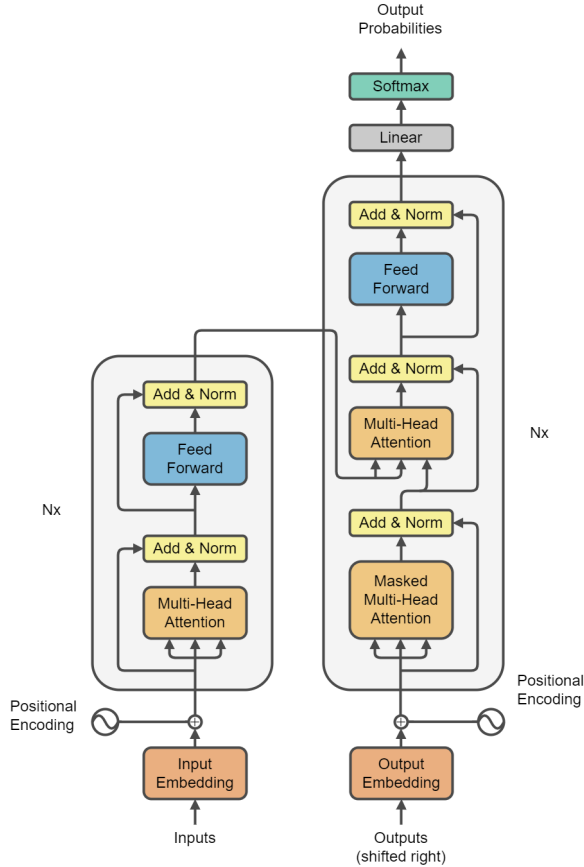 Output
Probabilities
Softmax
Linear
Add & Norm
Feed
Forward
Add & Norm
Multi-Head
Attention
Nx
Add & Norm
Masked
Multi-Head
Attention
Positional
Encoding
Output
Embedding
Outputs
(shifted right)
Add & Norm
Feed
Forward
Nx
Add & Norm
Multi-Head
Attention
Positional
Encoding
Input
Embedding
Inputs